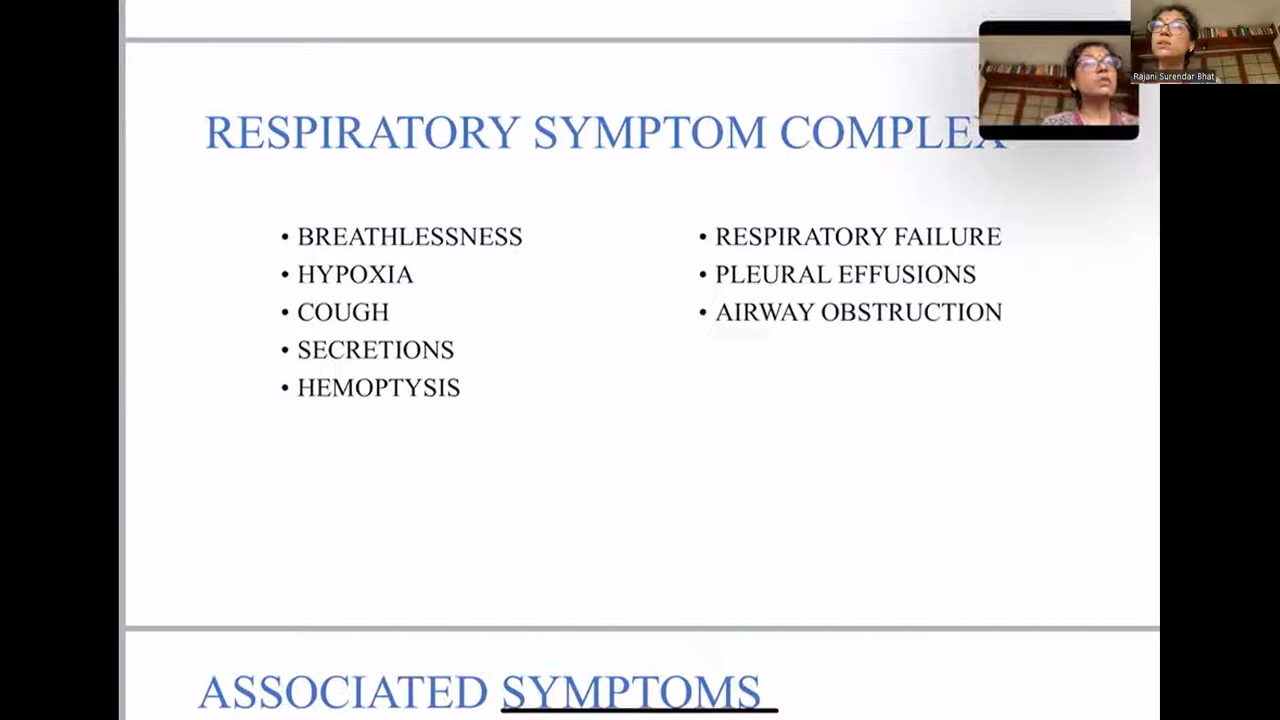 Rajani Surendar Bhat
RESPIRATORY SYMPTOM COMPLEX
• BREATHLESSNESS
• HYPOXIA
• COUGH
• SECRETIONS
• HEMOPTYSIS
• RESPIRATORY FAILURE
• PLEURAL EFFUSIONS
• AIRWAY OBSTRUCTION
ASSOCIATED SYMPTOMS